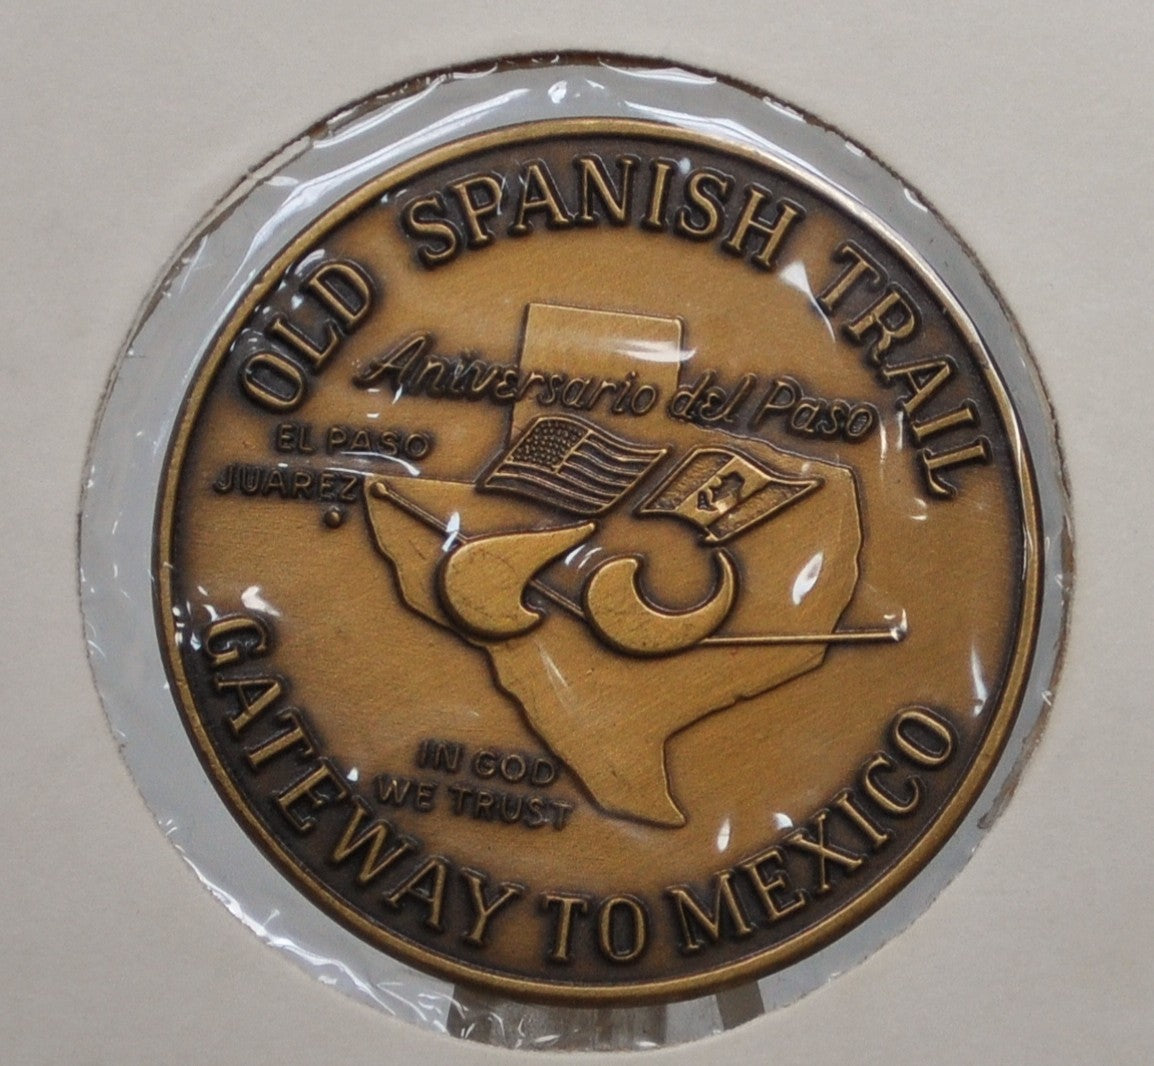 OLD SPANISH TRAIL
Aniversario del Paso
EL PASO
JUAREZ
IN GOD
WE TRUST
GATEWAY TO MEXICO